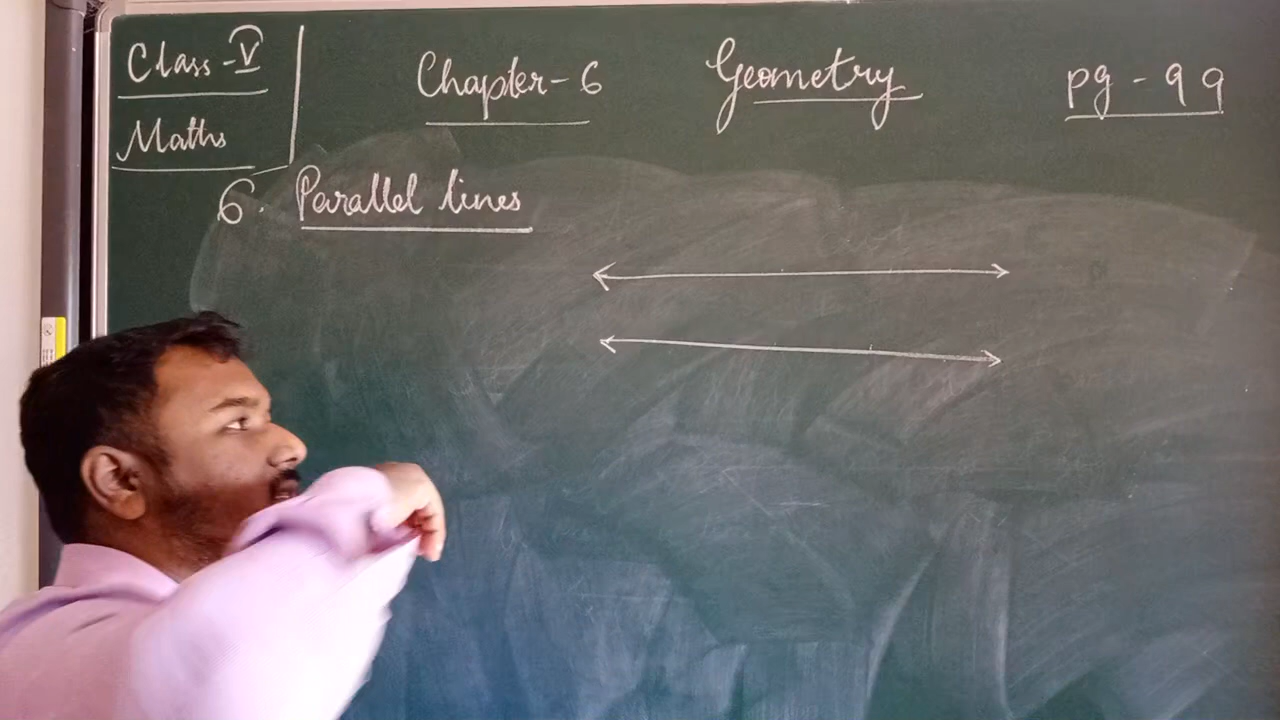 Class - V
Maths
Chapter - 6
Geometry
pg - 99
6. Parallel lines